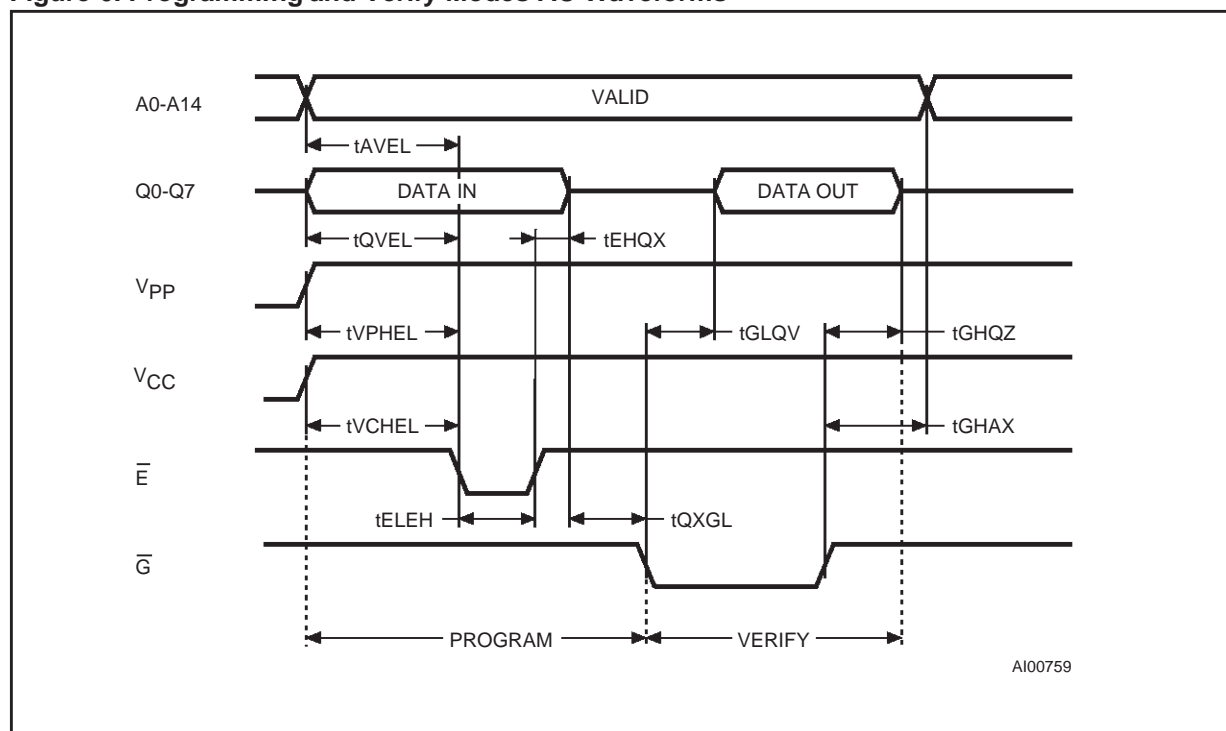 Figure 6. Programming and Verify Modes AC Waveforms
A0-A14
VALID
tAVEL
Q0-Q7
DATA IN
DATA OUT
tQVEL
tEHQX
VPP
tVPHEL
tGLQV
tGHQZ
VCC
tVCHEL
tGHAX
E
tELEH
tQXGL
G
PROGRAM
VERIFY
AI00759